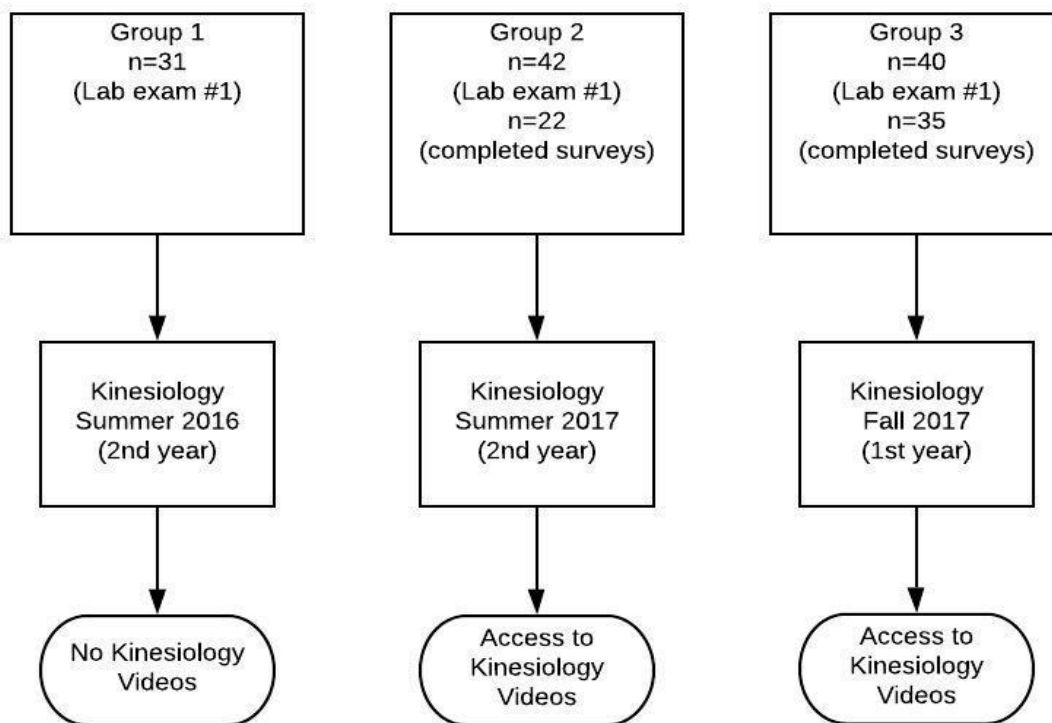 Group 1
n=31
(Lab exam #1)
Group 2
n=42
(Lab exam #1)
n=22
(completed surveys)
Group 3
n=40
(Lab exam #1)
n=35
(completed surveys)
Kinesiology
Summer 2016
(2nd year)
Kinesiology
Summer 2017
(2nd year)
Kinesiology
Fall 2017
(1st year)
No Kinesiology
Videos
Access to
Kinesiology
Videos
Access to
Kinesiology
Videos